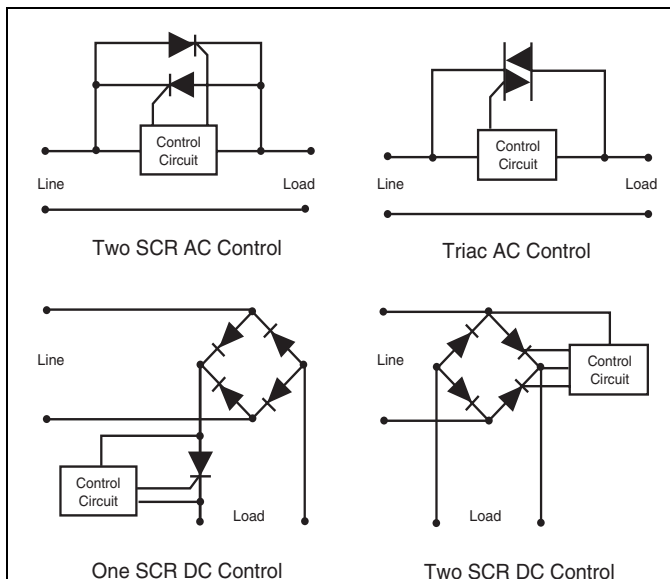 Control
Circuit
Line
Load
Two SCR AC Control
Control
Circuit
Line
Load
Triac AC Control
Line
Control
Circuit
Load
One SCR DC Control
Line
Control
Circuit
Load
Two SCR DC Control